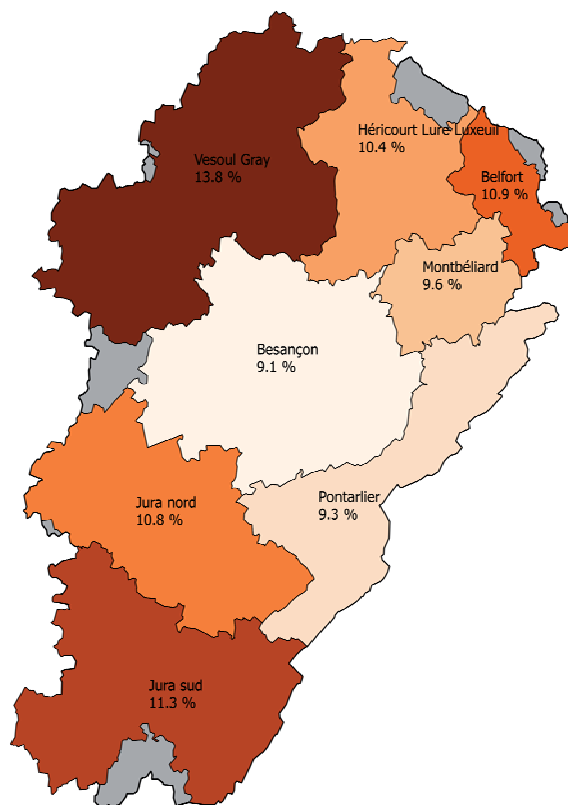 Héricourt Lure Luxeuil
10.4 %
Vesoul Gray
13.8 %
Belfort
10.9 %
Montbéliard
9.6 %
Besançon
9.1 %
Pontarlier
9.3 %
Jura nord
10.8 %
Jura sud
11.3 %